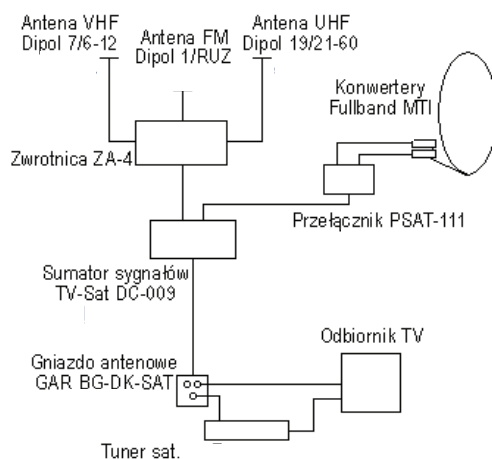 Antena VHF
Dipol 7/6-12
Antena FM
Dipol 1/RUZ
Antena UHF
Dipol 19/21-60
Konwertery
Fullband MTI
Zwrotnica ZA-4
Przełącznik PSAT-111
Sumator sygnałów
TV-Sat DC-009
Odbiornik TV
Gniazdo antenowe
GAR BG-DK-SAT
Tuner sat.